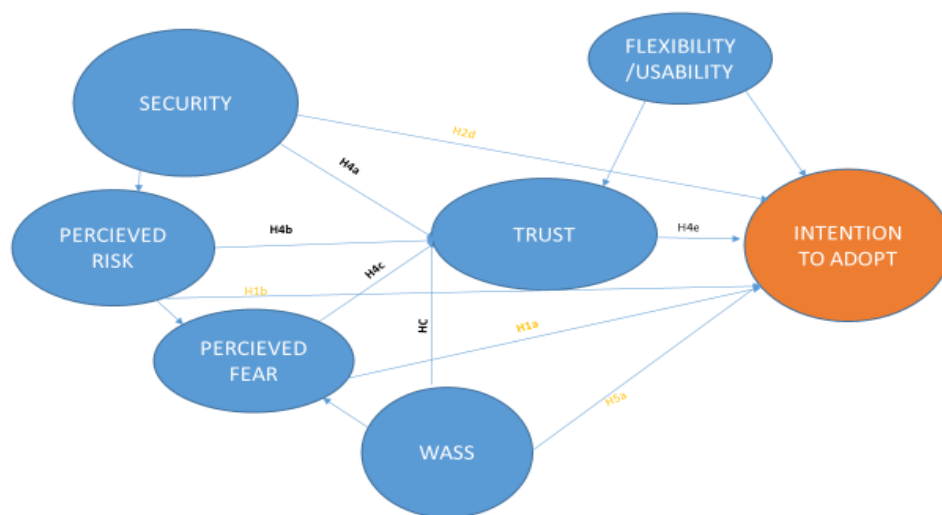 FLEXIBILITY
/USABILITY
SECURITY
H2d
H4a
PERCIEVED
RISK
H4b
TRUST
H4e
INTENTION
TO ADOPT
H4c
H1b
HC
H1a
PERCIEVED
FEAR
H5a
WASS